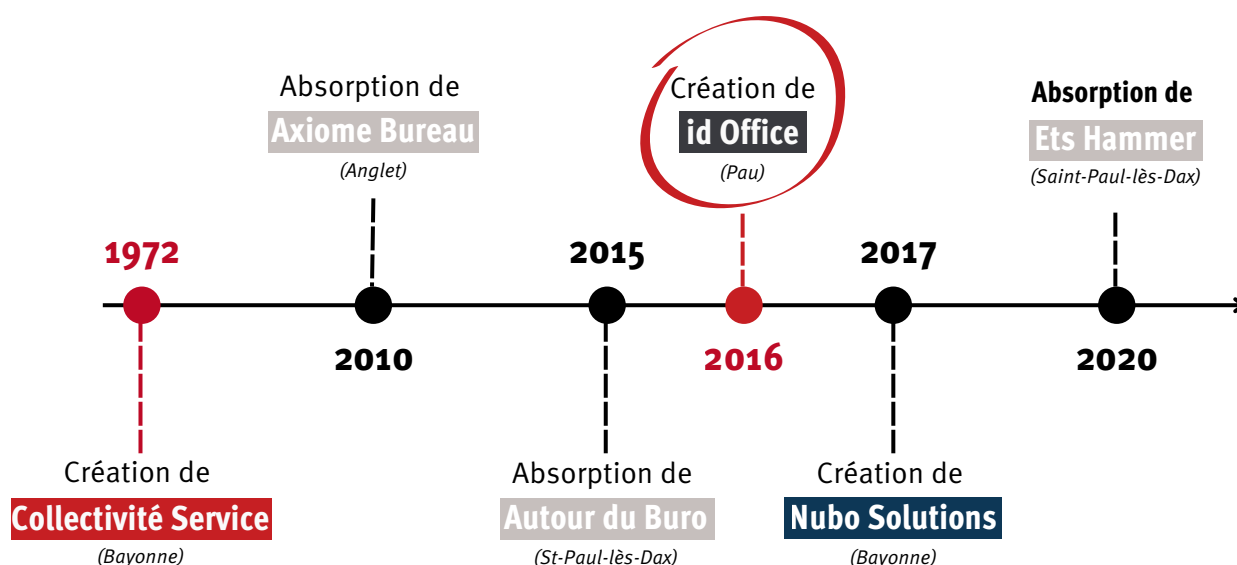 Absorption de
Axiome Bureau
(Anglet)
Création de
id Office
(Pau)
Absorption de
Ets Hammer
(Saint-Paul-lès-Dax)
1972
2015
2017
2010
2016
2020
Création de
Collectivité Service
(Bayonne)
Absorption de
Autour du Buro
(St-Paul-lès-Dax)
Création de
Nubo Solutions
(Bayonne)